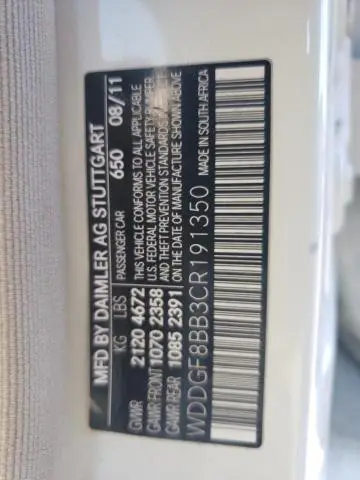 MFD BY DAIMLER AG STUTTGART
KG LBS PASSENGER CAR 650 08/11
GVWR 2120 4672 THIS VEHICLE CONFORMS TO ALL APPLICABLE
GAWR FRONT 1070 2358 U.S. FEDERAL MOTOR VEHICLE SAFETY BUMPER
GAWR REAR 1085 2391 AND THEFT PREVENTION STANDARDS IN EFFECT
ON THE DATE OF MANUFACTURE SHOWN ABOVE
WDDGF8BB3CR191350
MADE IN SOUTH AFRICA